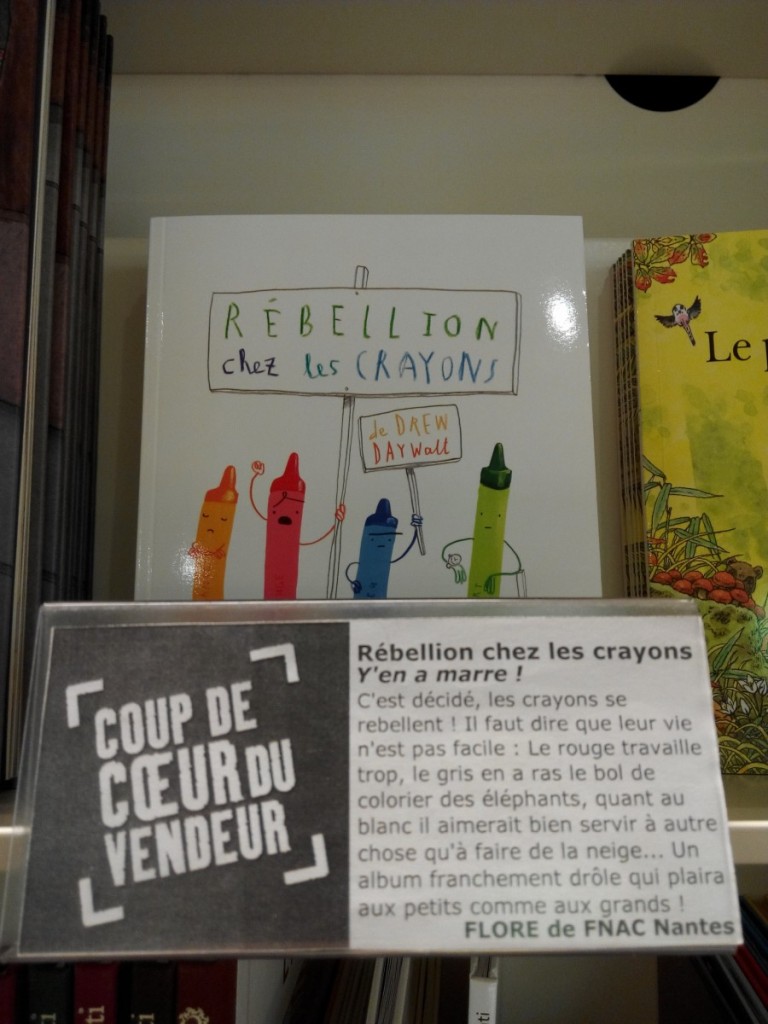 RÉBELLION
chez les CRAYONS
de DREW
DAYWalt
Le
COUP DE
CŒUR DU
VENDEUR
Rébellion chez les crayons
Y'en a marre !
C'est décidé, les crayons se
rebellent ! Il faut dire que leur vie
n'est pas facile : Le rouge travaille
trop, le gris en a ras le bol de
colorier des éléphants, quant au
blanc il aimerait bien servir à autre
chose qu'à faire de la neige... Un
album franchement drôle qui plaira
aux petits comme aux grands !
FLORE de FNAC Nantes